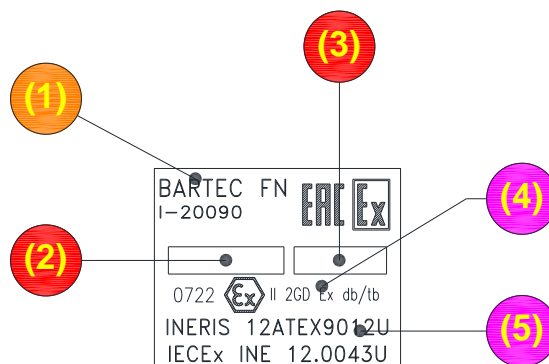 (3)
(1)
BARTEC FN
I-20090
EAC Ex
(4)
(2)
0722 Ex II 2GD Ex db/tb
INERIS 12ATEX9012U
(5)
IECEx INE 12.0043U